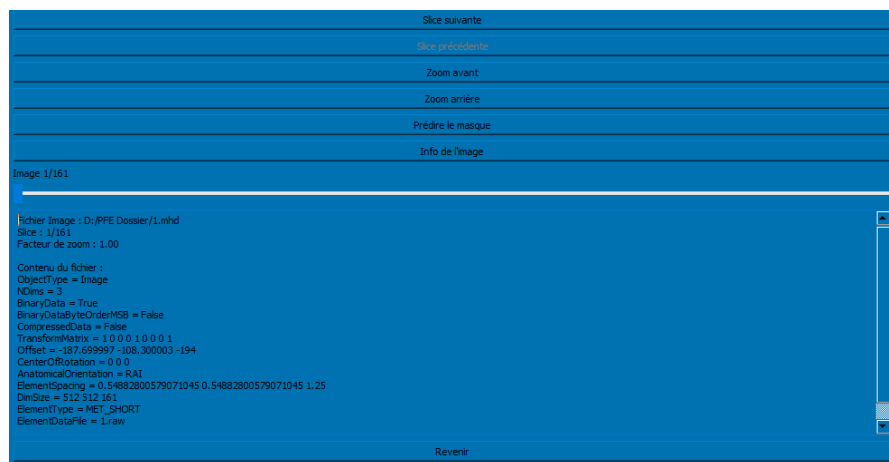 Slice suivante
Slice précédente
Zoom avant
Zoom arrière
Prédire le masque
Info de l'image
Image 1/161
Fichier Image : D:/PFE Dossier/1.mhd
Slice : 1/161
Facteur de zoom : 1.00
Contenu du fichier :
ObjectType = Image
NDims = 3
BinaryData = True
BinaryDataByteOrderMSB = False
CompressedData = False
TransformMatrix = 1 0 0 0 1 0 0 0 1
Offset = -187.699997 -108.300003 -194
CenterOfRotation = 0 0 0
AnatomicalOrientation = RAI
ElementSpacing = 0.54882800579071045 0.54882800579071045 1.25
DimSize = 512 512 161
ElementType = MET_SHORT
ElementDataFile = 1.raw
Revenir